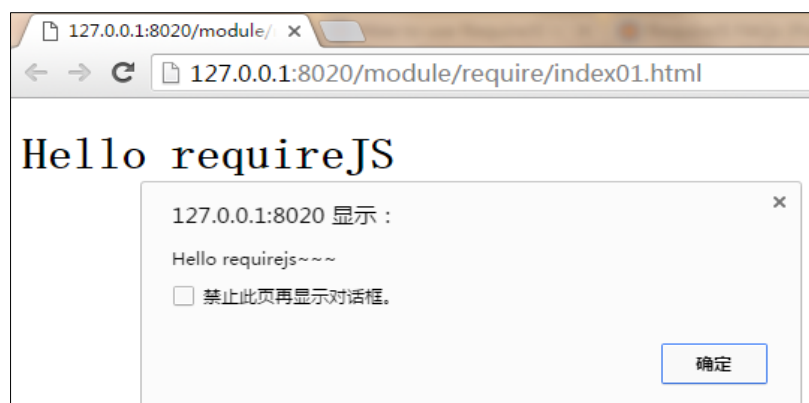 127.0.0.1:8020/module/
127.0.0.1:8020/module/require/index01.html
Hello requireJS
127.0.0.1:8020 显示：
Hello requirejs~~~
禁止此页再显示对话框。
确定